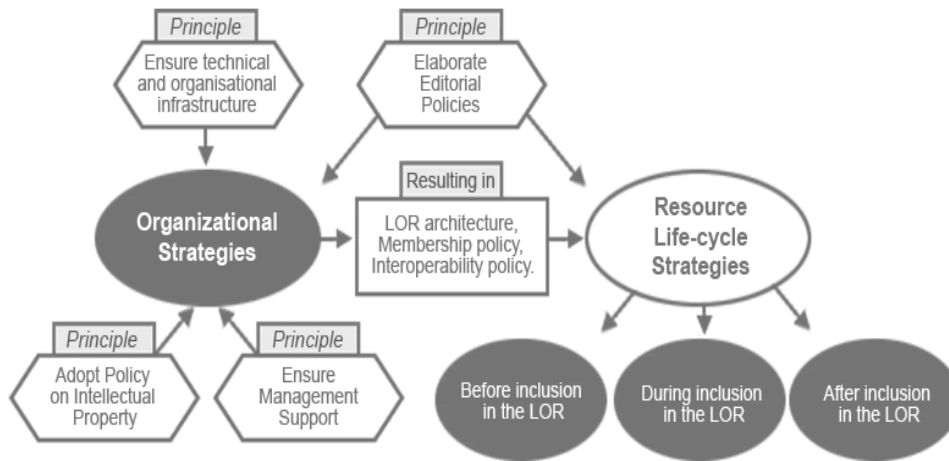 Principle
Ensure technical
and organisational
infrastructure
Principle
Elaborate
Editorial
Policies
Organizational
Strategies
Resulting in
LOR architecture,
Membership policy,
Interoperability policy.
Resource
Life-cycle
Strategies
Principle
Adopt Policy
on Intellectual
Property
Principle
Ensure
Management
Support
Before inclusion
in the LOR
During inclusion
in the LOR
After inclusion
in the LOR